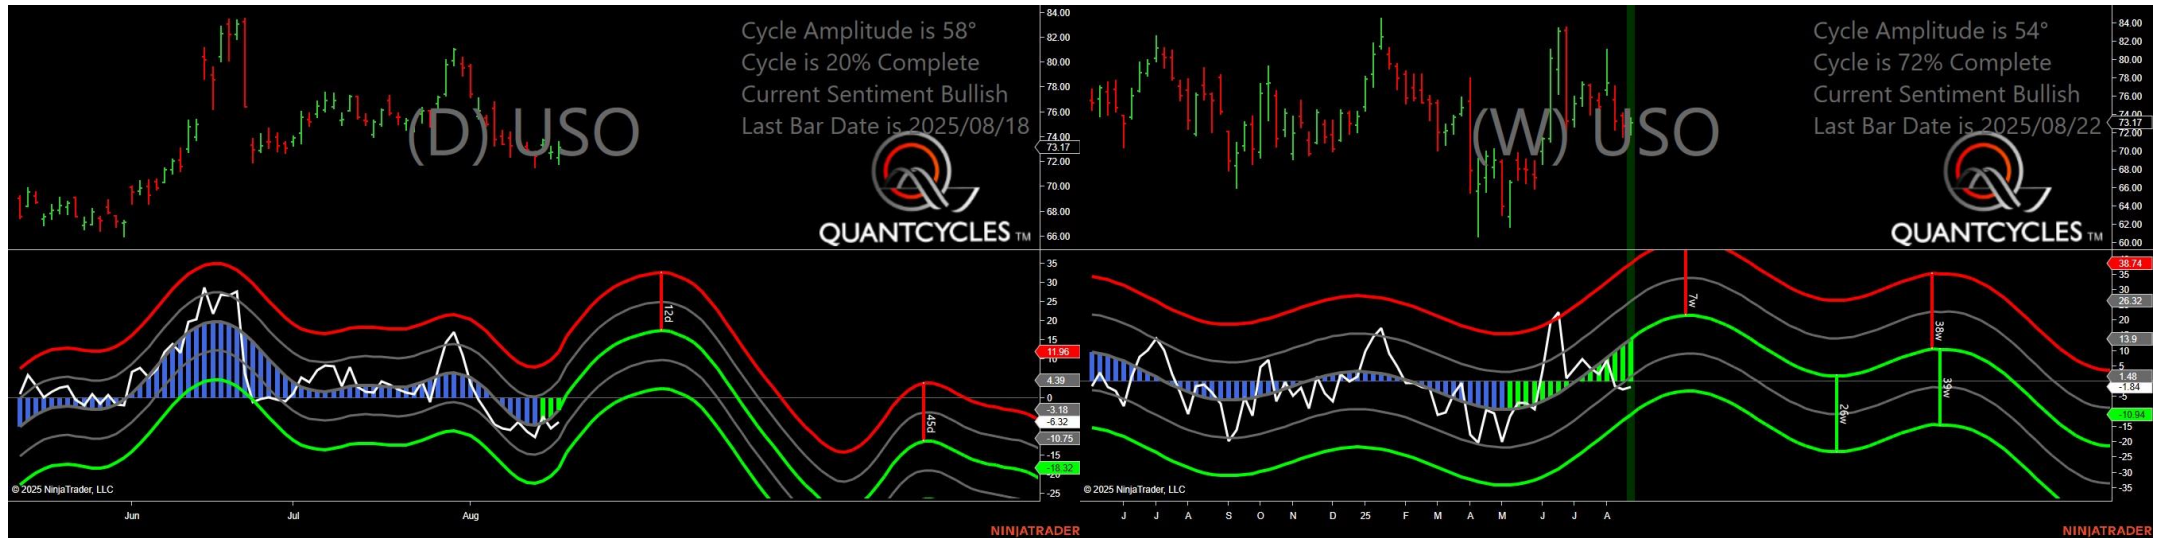 Cycle Amplitude is 58°
Cycle is 20% Complete
Current Sentiment Bullish
Last Bar Date is 2025/08/18
(D) USO
QUANTCYCLES TM
84.00
82.00
80.00
78.00
76.00
74.00
73.17
72.00
70.00
68.00
66.00
35
30
25
20
15
11.96
10
4.39
0
-3.18
-6.32
-10.75
-15
-18.32
-20
-25
12d
45d
© 2025 NinjaTrader, LLC
Jun Jul Aug
NINJATRADER
Cycle Amplitude is 54°
Cycle is 72% Complete
Current Sentiment Bullish
Last Bar Date is 2025/08/22
(W) USO
QUANTCYCLES TM
84.00
82.00
80.00
78.00
76.00
74.00
73.17
72.00
70.00
68.00
66.00
64.00
62.00
60.00
38.74
35
30
26.32
20
13.9
10
1.48
-1.84
-5
-10.94
-15
-20
-25
-30
-35
7w
38w
26w
39w
© 2025 NinjaTrader, LLC
J J A S O N D 25 F M A M J J A
NINJATRADER